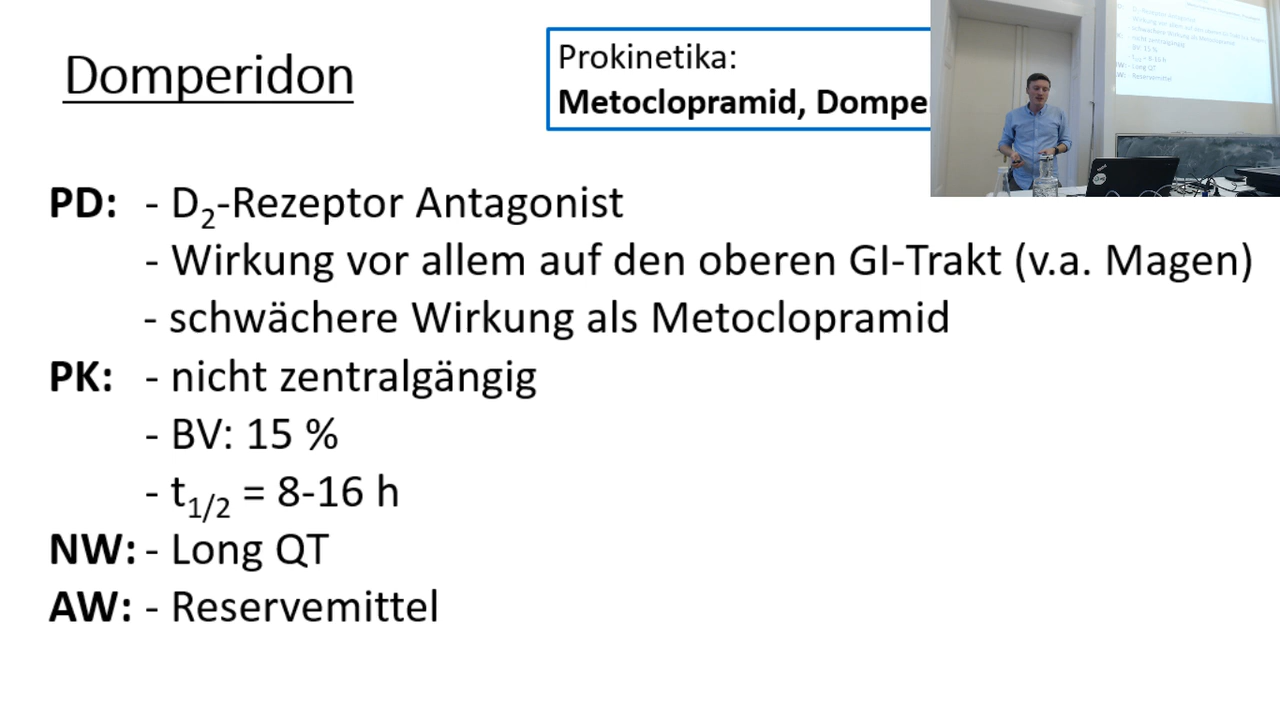 Domperidon
Prokinetika:
Metoclopramid, Dompe
PD: - D₂-Rezeptor Antagonist
- Wirkung vor allem auf den oberen GI-Trakt (v.a. Magen)
- schwächere Wirkung als Metoclopramid
PK: - nicht zentralgängig
- BV: 15 %
- t₁/₂ = 8-16 h
NW: - Long QT
AW: - Reservemittel